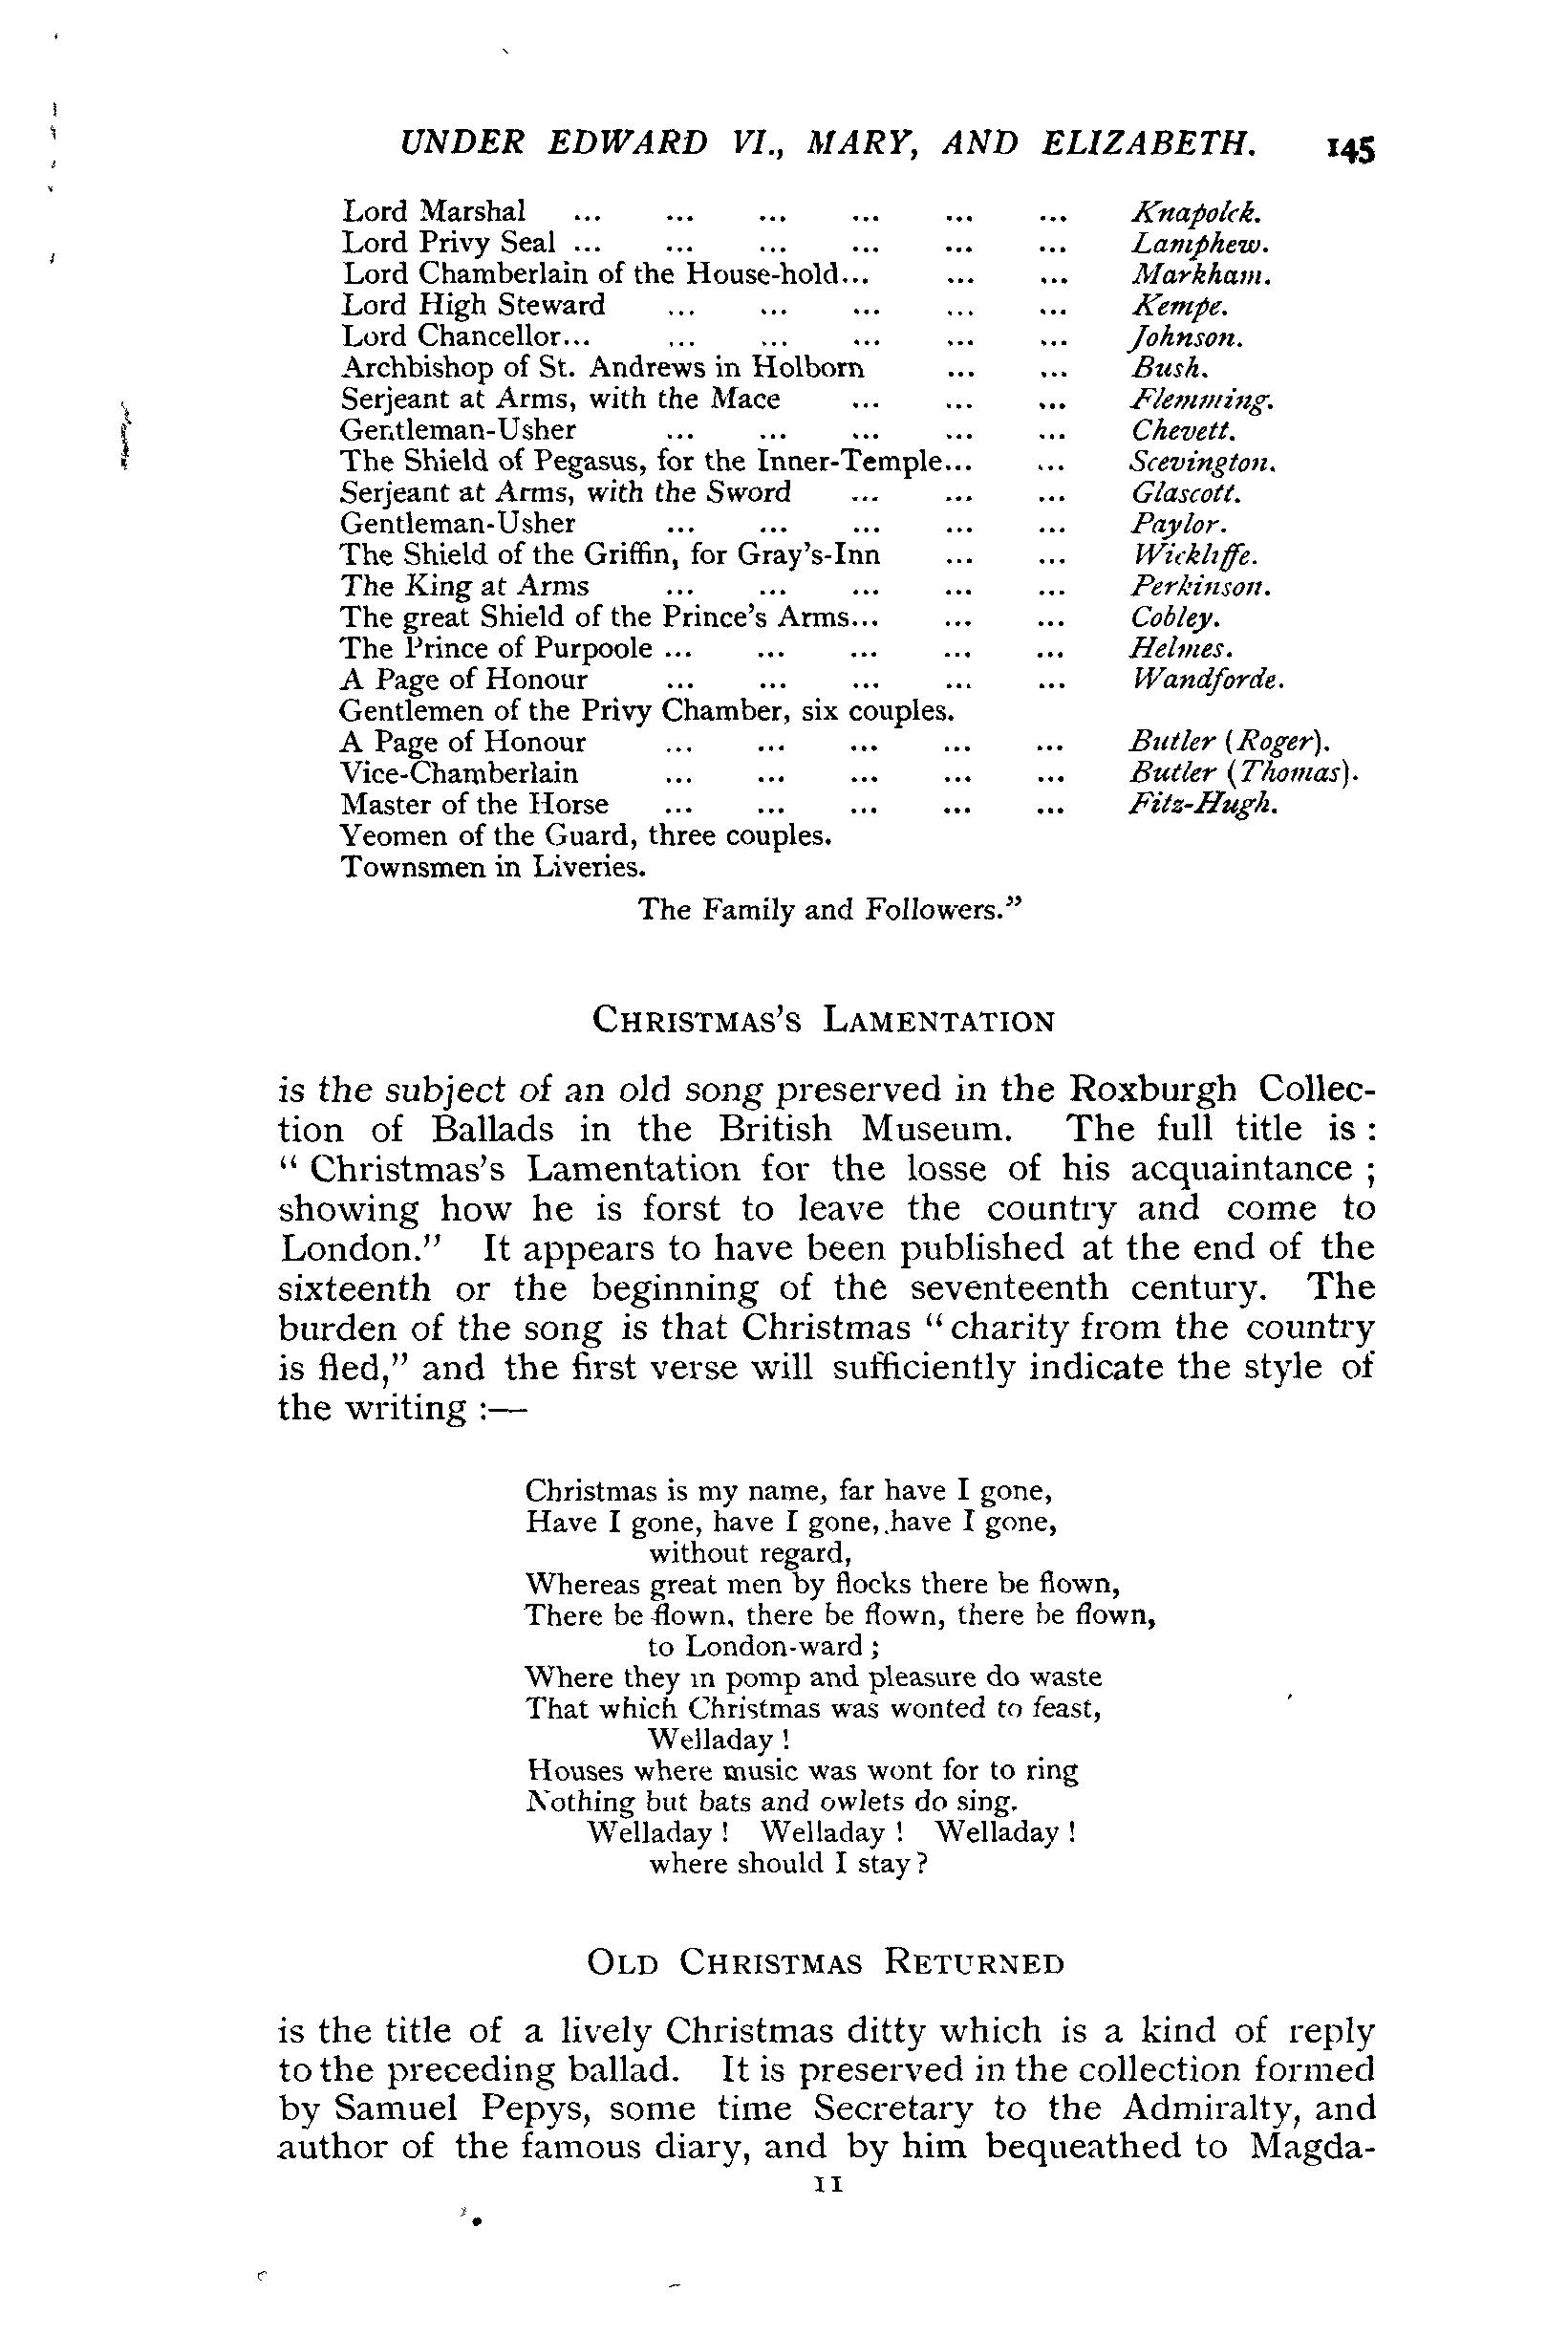 UNDER EDWARD VI., MARY, AND ELIZABETH. 145
Lord Marshal ... ... ... ... ... ... Knapolck.
Lord Privy Seal ... ... ... ... ... ... Lamphew.
Lord Chamberlain of the House-hold... ... ... Markham.
Lord High Steward ... ... ... ... ... Kempe.
Lord Chancellor... ... ... ... ... ... Johnson.
Archbishop of St. Andrews in Holborn ... ... Bush.
Serjeant at Arms, with the Mace ... ... ... Flemming.
Gentleman-Usher ... ... ... ... ... Chevett.
The Shield of Pegasus, for the Inner-Temple... ... Scevington.
Serjeant at Arms, with the Sword ... ... ... Glascott.
Gentleman-Usher ... ... ... ... ... Paylor.
The Shield of the Griffin, for Gray's-Inn ... ... Wickliffe.
The King at Arms ... ... ... ... ... Perkinson.
The great Shield of the Prince's Arms... ... ... Cobley.
The Prince of Purpoole ... ... ... ... ... Helmes.
A Page of Honour ... ... ... ... ... Wandforde.
Gentlemen of the Privy Chamber, six couples.
A Page of Honour ... ... ... ... ... Butler (Roger).
Vice-Chamberlain ... ... ... ... ... Butler (Thomas).
Master of the Horse ... ... ... ... ... Fitz-Hugh.
Yeomen of the Guard, three couples.
Townsmen in Liveries.
The Family and Followers."
CHRISTMAS'S LAMENTATION
is the subject of an old song preserved in the Roxburgh Collec-
tion of Ballads in the British Museum. The full title is :
" Christmas's Lamentation for the losse of his acquaintance ;
showing how he is forst to leave the country and come to
London." It appears to have been published at the end of the
sixteenth or the beginning of the seventeenth century. The
burden of the song is that Christmas " charity from the country
is fled," and the first verse will sufficiently indicate the style of
the writing :—
Christmas is my name, far have I gone,
Have I gone, have I gone, have I gone,
without regard,
Whereas great men by flocks there be flown,
There be flown, there be flown, there be flown,
to London-ward ;
Where they in pomp and pleasure do waste
That which Christmas was wonted to feast,
Welladay !
Houses where music was wont for to ring
Nothing but bats and owlets do sing.
Welladay ! Welladay ! Welladay !
where should I stay ?
OLD CHRISTMAS RETURNED
is the title of a lively Christmas ditty which is a kind of reply
to the preceding ballad. It is preserved in the collection formed
by Samuel Pepys, some time Secretary to the Admiralty, and
author of the famous diary, and by him bequeathed to Magda-
11